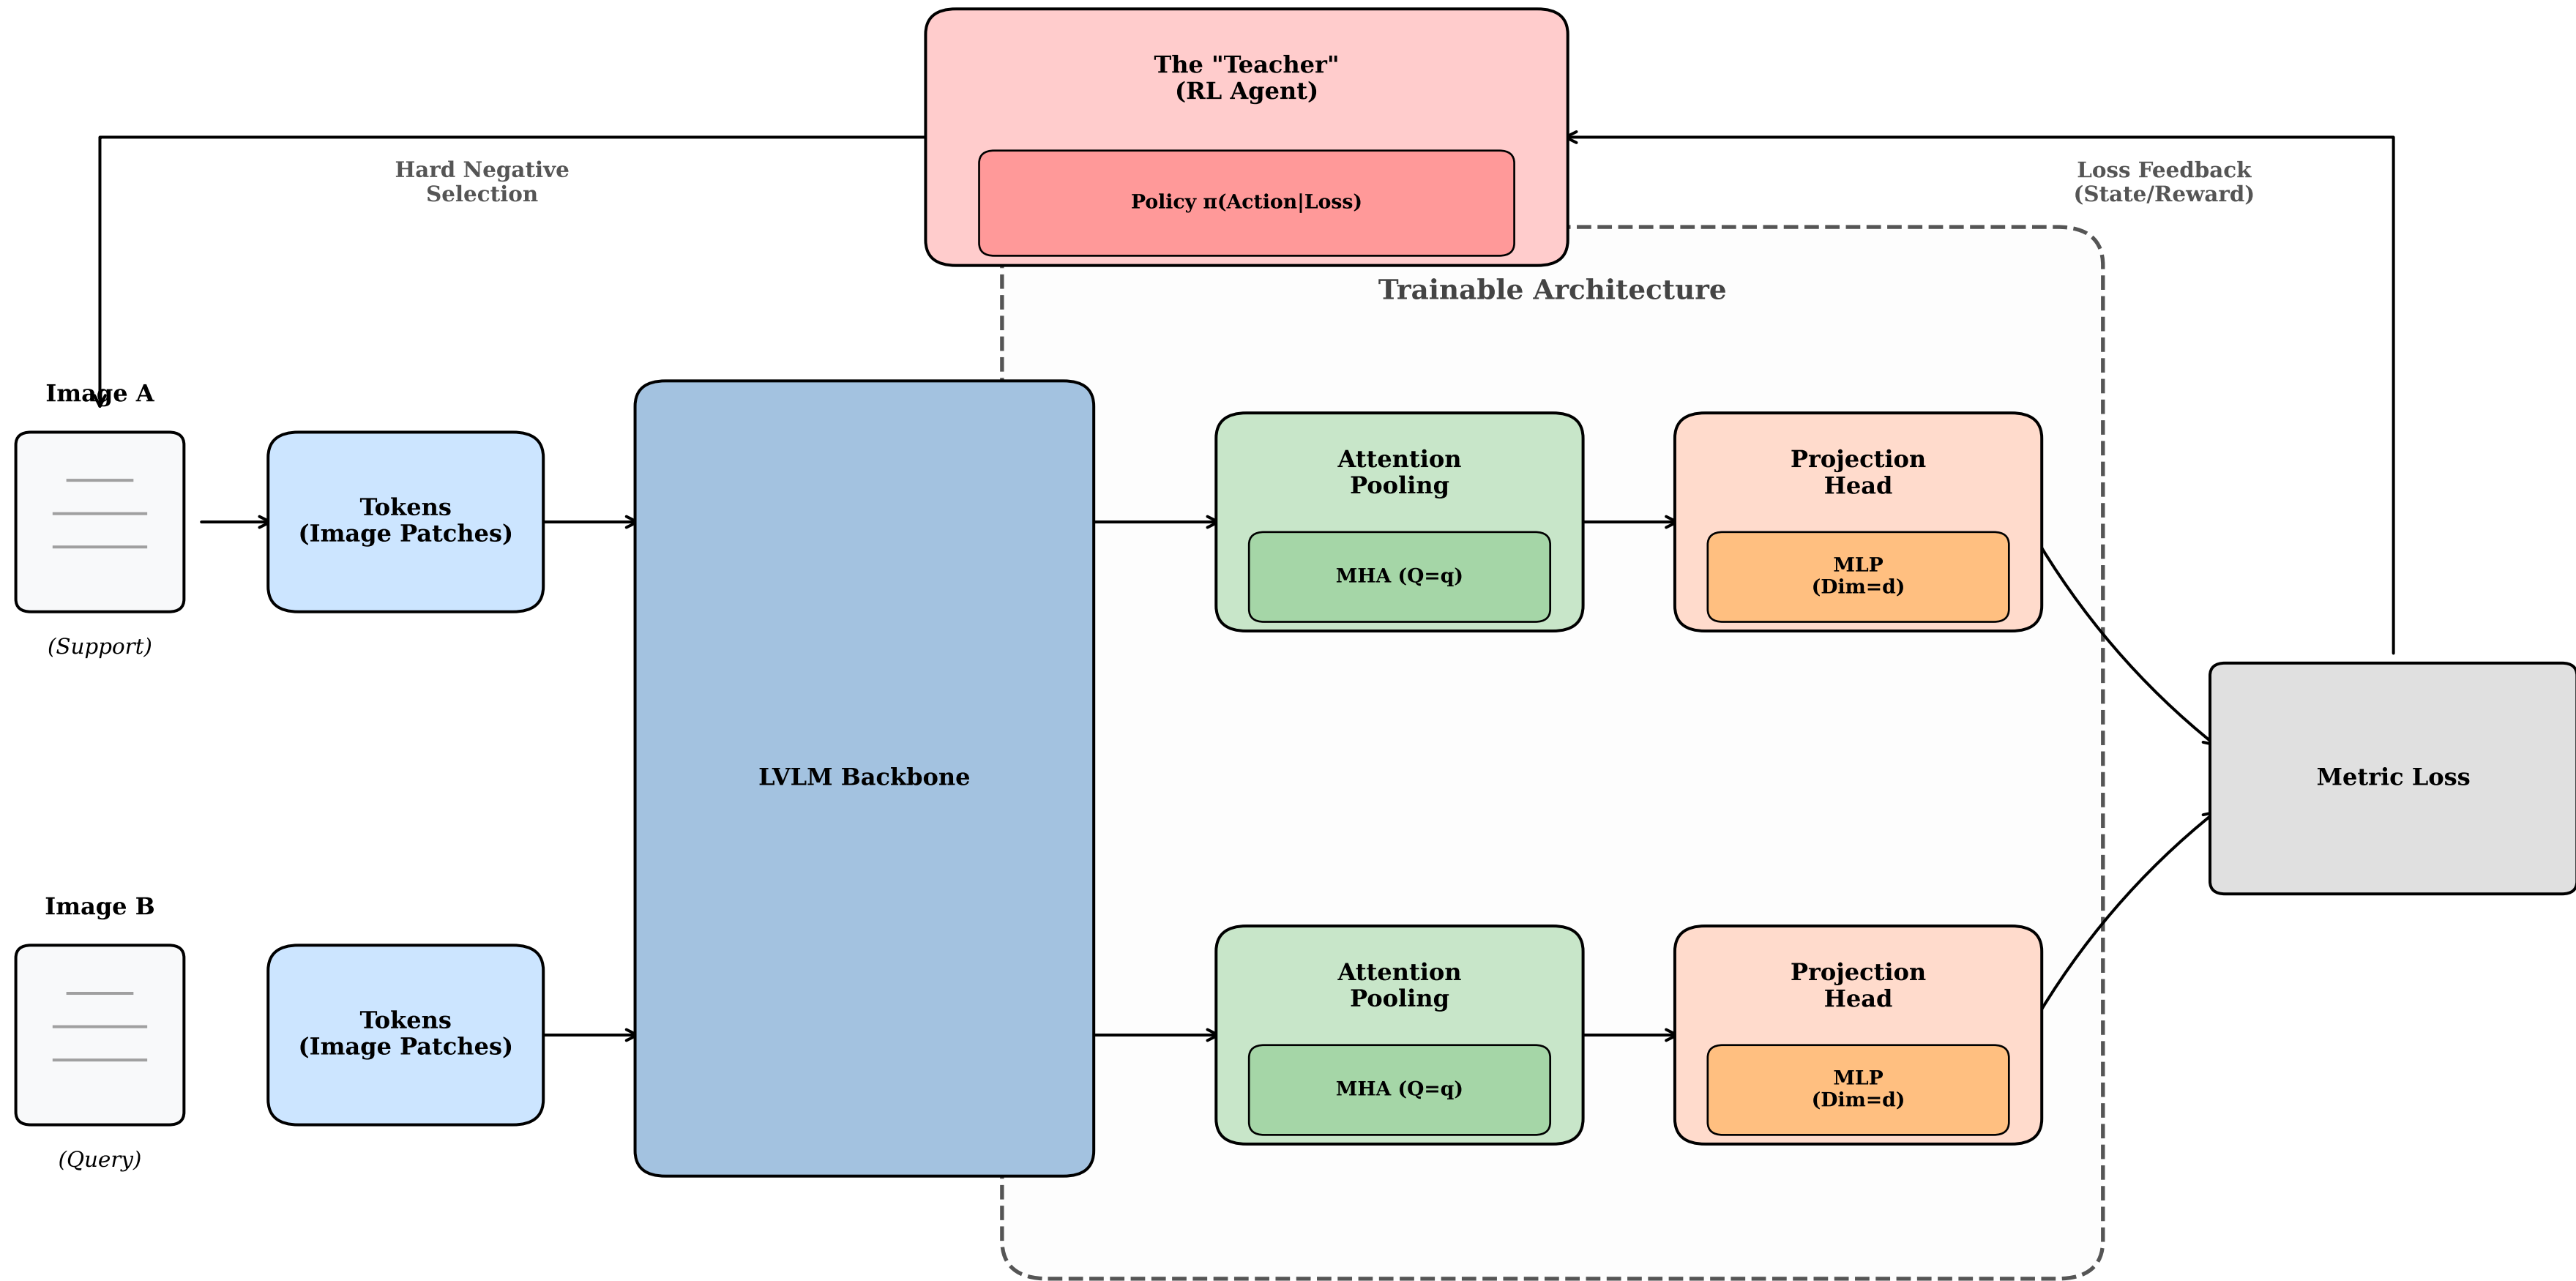 The "Teacher"
(RL Agent)
Policy π(Action|Loss)
Hard Negative
Selection
Loss Feedback
(State/Reward)
Trainable Architecture
Image A
(Support)
Tokens
(Image Patches)
LVLM Backbone
Attention
Pooling
MHA (Q=q)
Projection
Head
MLP
(Dim=d)
Metric Loss
Image B
(Query)
Tokens
(Image Patches)
Attention
Pooling
MHA (Q=q)
Projection
Head
MLP
(Dim=d)